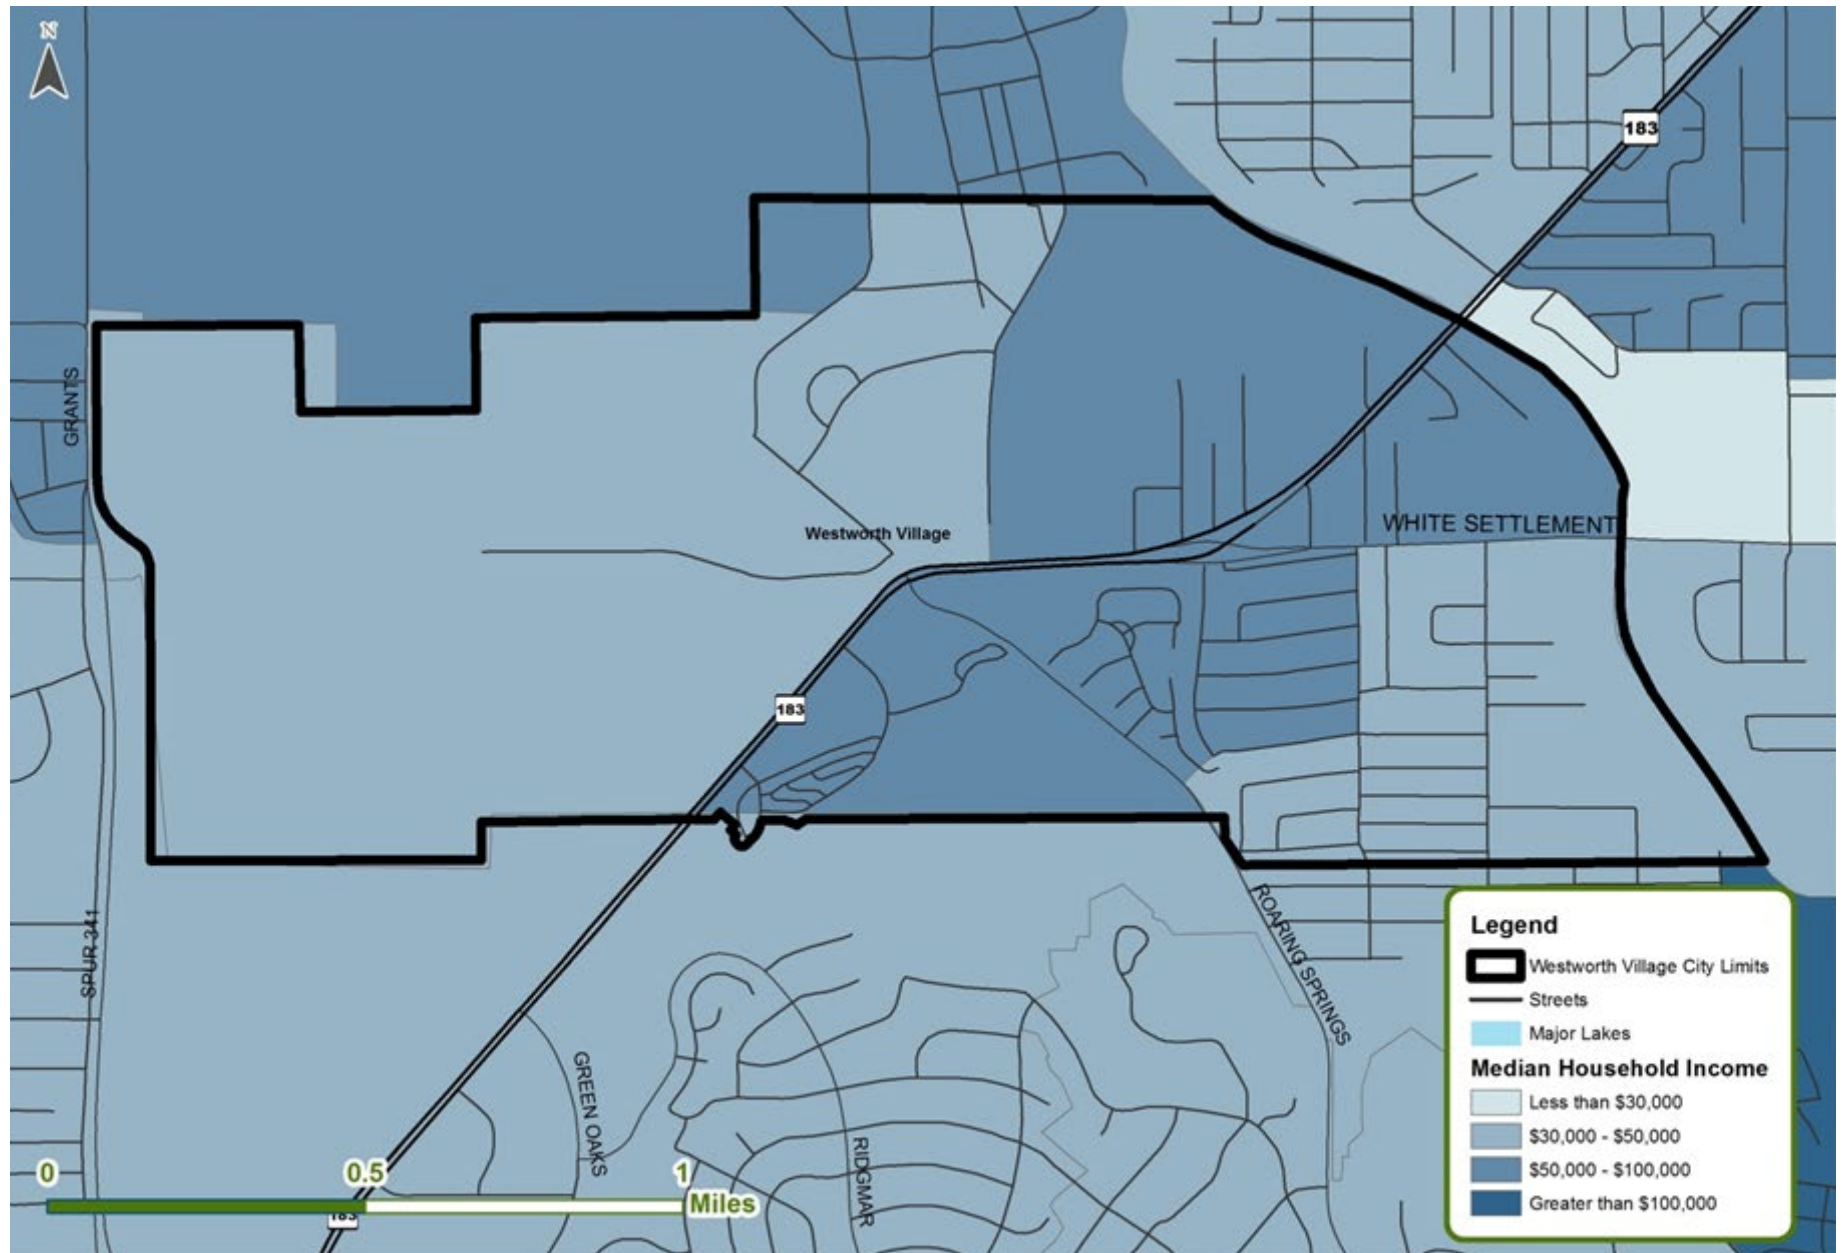 N
183
GRANTS
WHITE SETTLEMENT
Westworth Village
183
SPUR 341
ROARING SPRINGS
GREEN OAKS
RIDGMAR
0 0.5 1
Miles
183
Legend
Westworth Village City Limits
Streets
Major Lakes
Median Household Income
Less than $30,000
$30,000 - $50,000
$50,000 - $100,000
Greater than $100,000